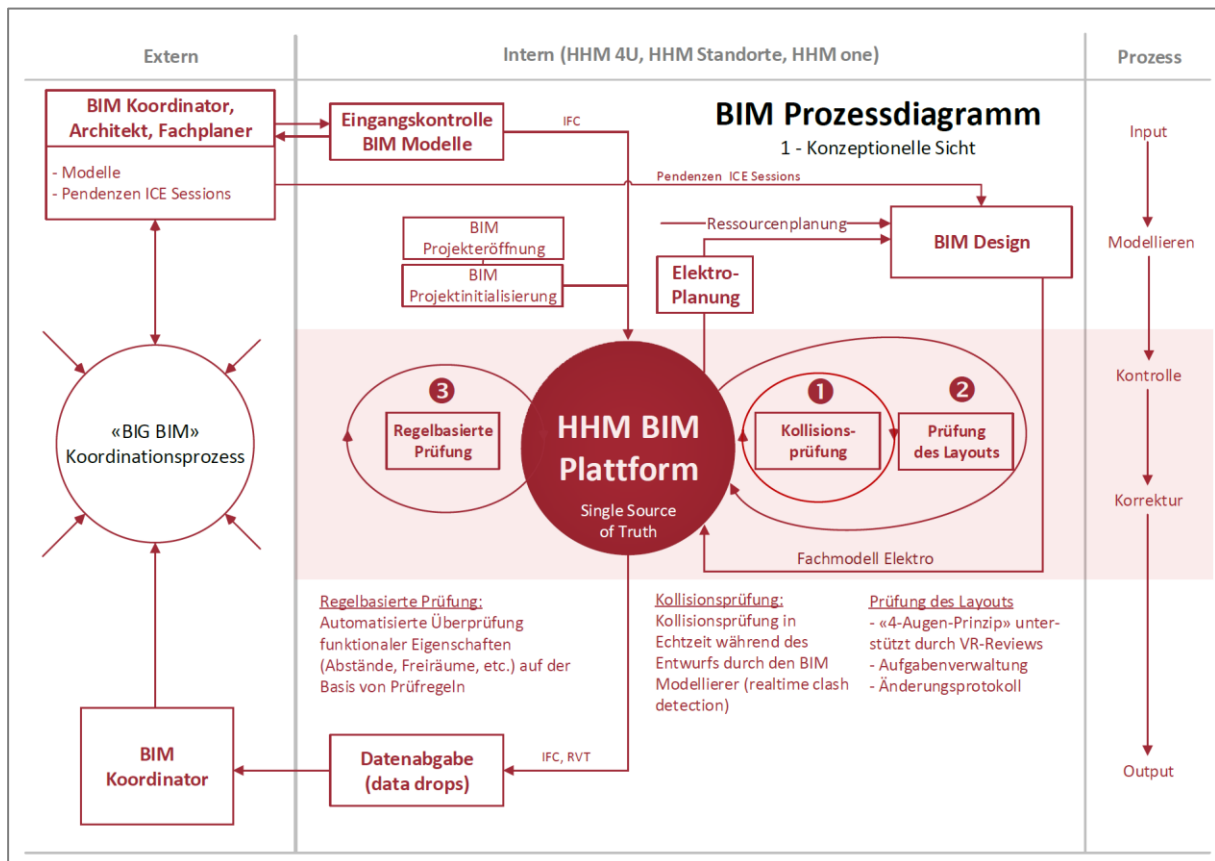 Extern
Intern (HHM 4U, HHM Standorte, HHM one)
Prozess
BIM Koordinator,
Architekt, Fachplaner
- Modelle
- Pendenzen ICE Sessions
Eingangskontrolle
BIM Modelle
IFC
BIM Prozessdiagramm
1 - Konzeptionelle Sicht
Input
Pendenzen ICE Sessions
BIM
Projekteröffnung
BIM
Projektinitialisierung
Ressourcenplanung
Elektro-
Planung
BIM Design
Modellieren
«BIG BIM»
Koordinationsprozess
3
Regelbasierte
Prüfung
HHM BIM
Plattform
Single Source
of Truth
1
Kollisions-
prüfung
2
Prüfung
des Layouts
Kontrolle
Korrektur
Fachmodell Elektro
Regelbasierte Prüfung:
Automatisierte Überprüfung
funktionaler Eigenschaften
(Abstände, Freiräume, etc.) auf der
Basis von Prüfregeln
Kollisionsprüfung:
Kollisionsprüfung in
Echtzeit während des
Entwurfs durch den BIM
Modellierer (realtime clash
detection)
Prüfung des Layouts
- «4-Augen-Prinzip» unter-
stützt durch VR-Reviews
- Aufgabenverwaltung
- Änderungsprotokoll
BIM
Koordinator
Datenabgabe
(data drops)
IFC, RVT
Output